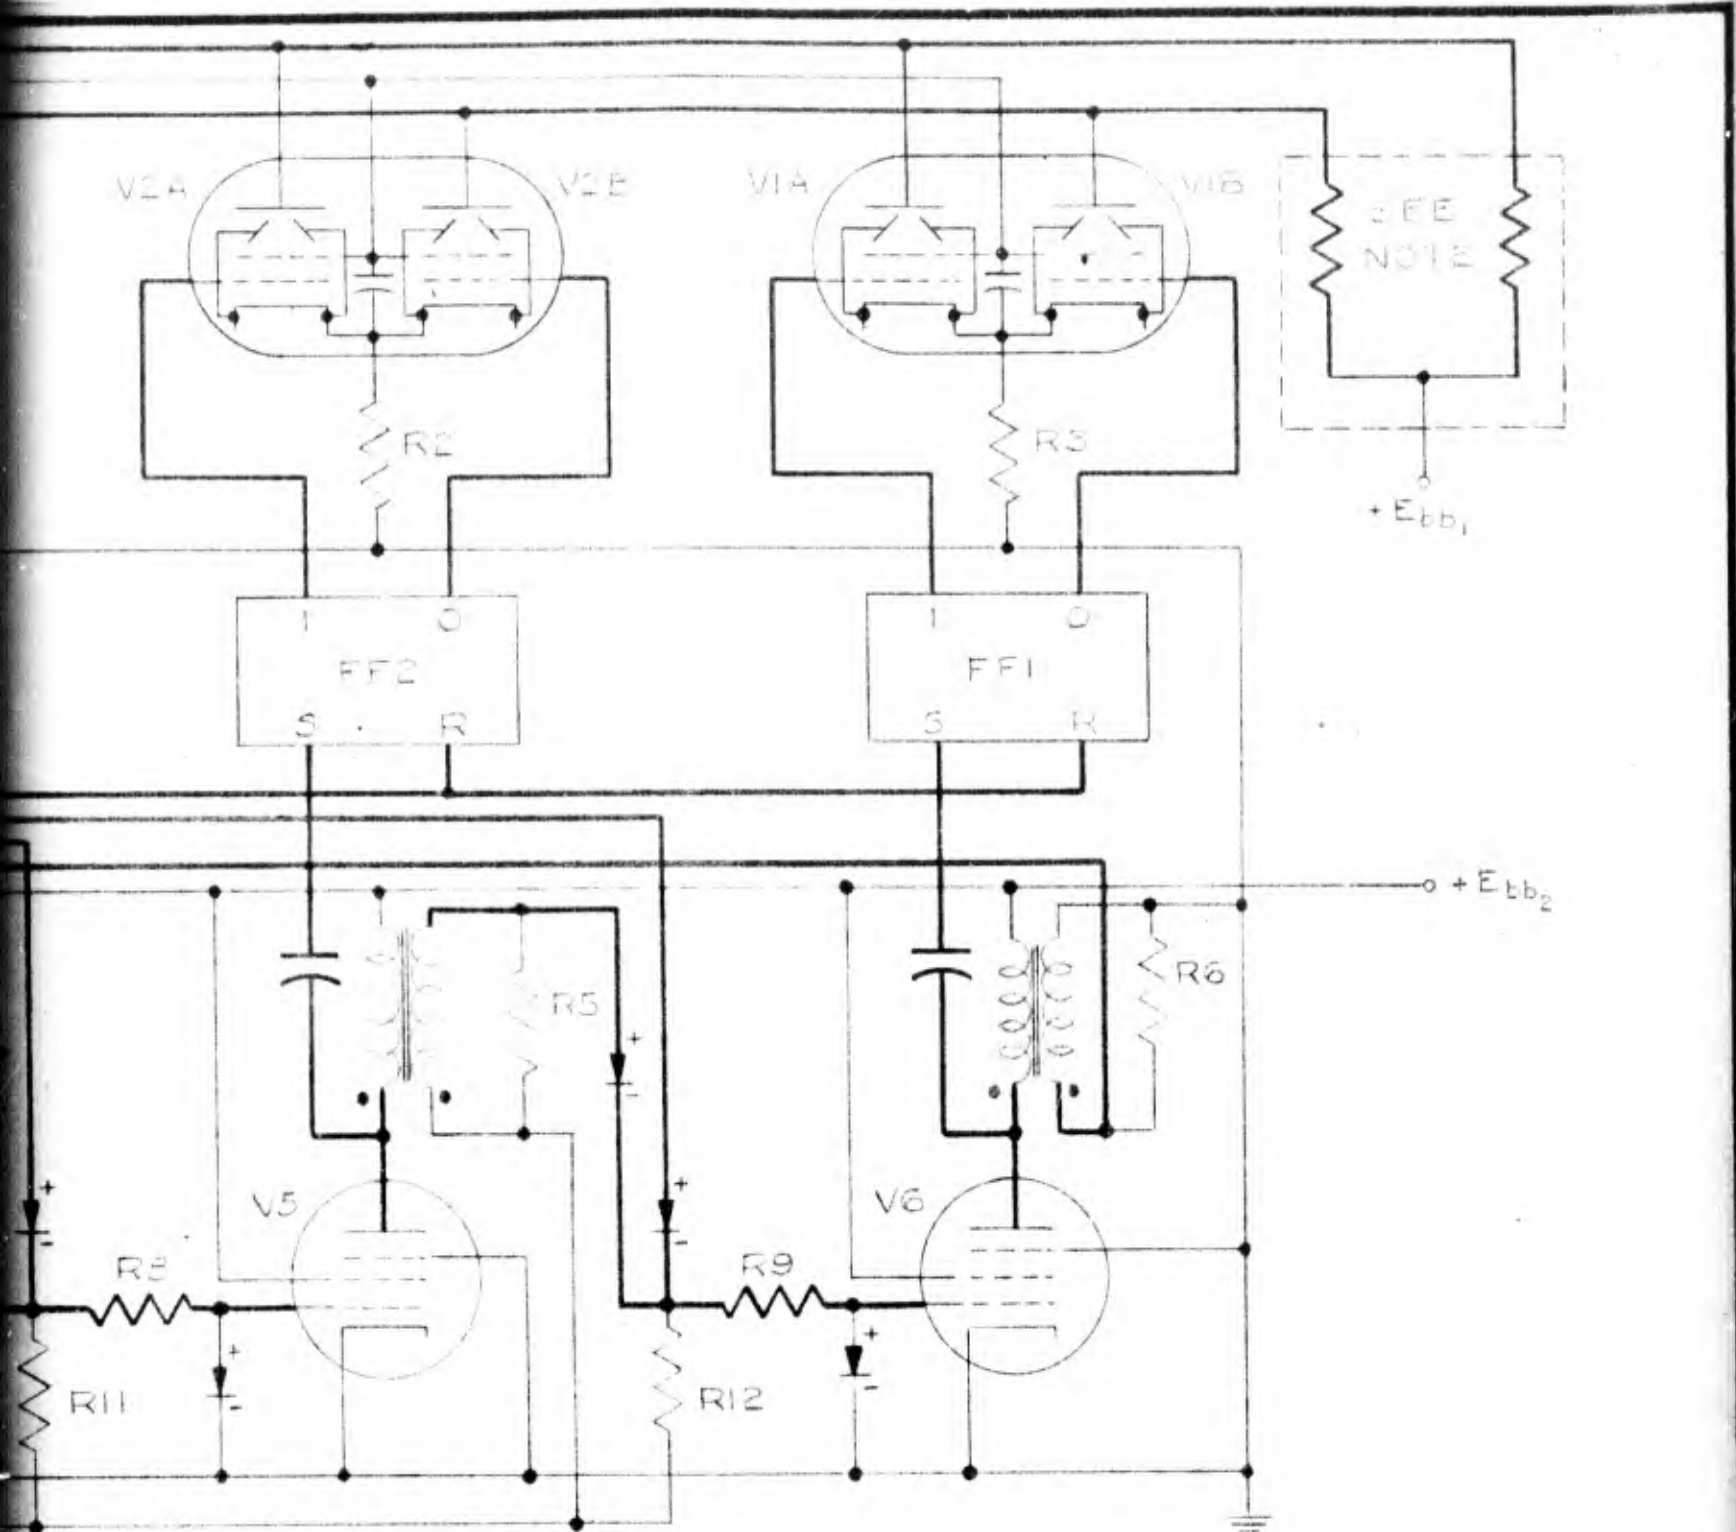 V2A
V2B
V1A
V1B
SEE
NOTE
R2
R3
+Ebb1
1
0
FF2
S
R
1
0
FF1
S
R
+Ebb2
R5
+
-
R6
+
-
V5
R8
+
-
R11
+
-
V6
R9
+
-
R12